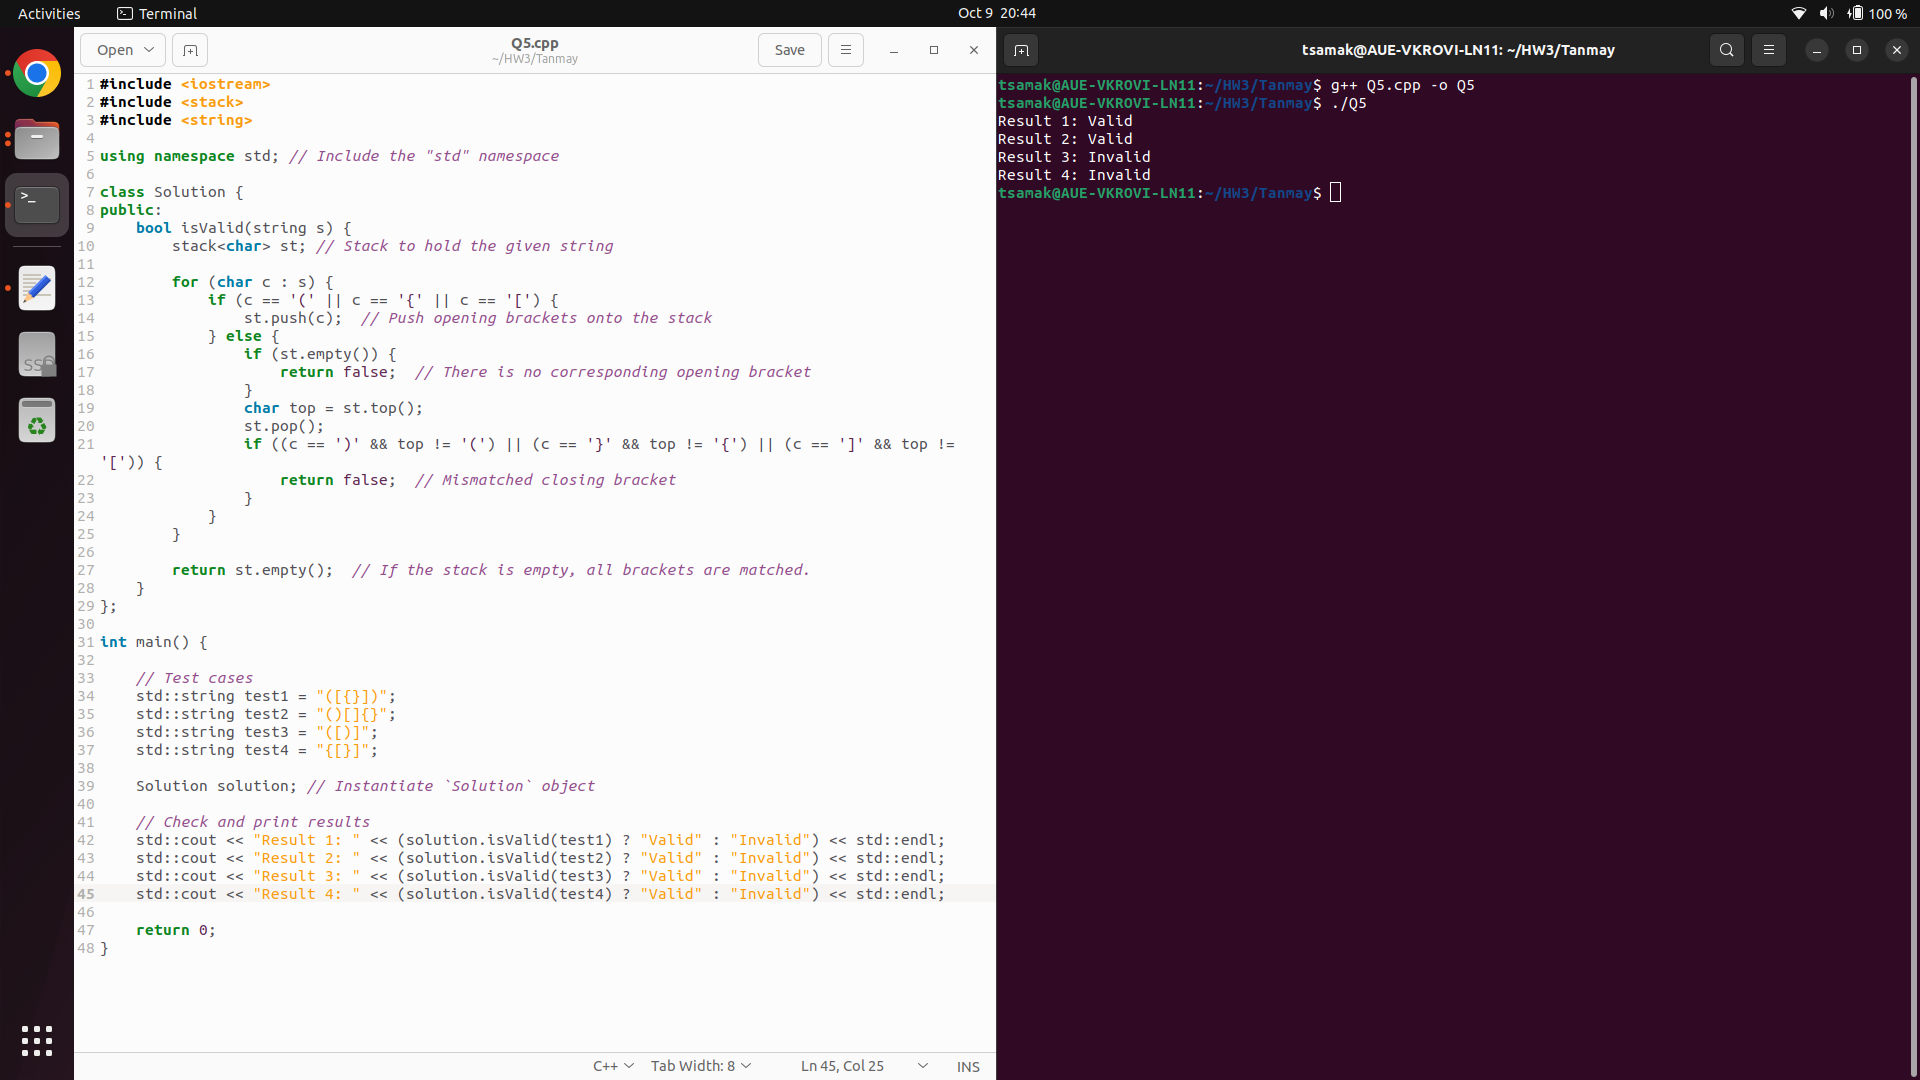 Activities
Terminal
Oct 9 20:44
100 %
Open
Q5.cpp
~/HW3/Tanmay
Save
1 #include <iostream>
2 #include <stack>
3 #include <string>
4
5 using namespace std; // Include the "std" namespace
6
7 class Solution {
8 public:
9     bool isValid(string s) {
10         stack<char> st; // Stack to hold the given string
11
12         for (char c : s) {
13             if (c == '(' || c == '{' || c == '[') {
14                 st.push(c);  // Push opening brackets onto the stack
15             } else {
16                 if (st.empty()) {
17                     return false;  // There is no corresponding opening bracket
18                 }
19                 char top = st.top();
20                 st.pop();
21                 if ((c == ')' && top != '(') || (c == '}' && top != '{') || (c == ']' && top !=
'[')) {
22                     return false;  // Mismatched closing bracket
23                 }
24             }
25         }
26
27         return st.empty();  // If the stack is empty, all brackets are matched.
28     }
29 };
30
31 int main() {
32
33     // Test cases
34     std::string test1 = "([{}])";
35     std::string test2 = "()[]{}";
36     std::string test3 = "([)]";
37     std::string test4 = "{[}]";
38
39     Solution solution; // Instantiate `Solution` object
40
41     // Check and print results
42     std::cout << "Result 1: " << (solution.isValid(test1) ? "Valid" : "Invalid") << std::endl;
43     std::cout << "Result 2: " << (solution.isValid(test2) ? "Valid" : "Invalid") << std::endl;
44     std::cout << "Result 3: " << (solution.isValid(test3) ? "Valid" : "Invalid") << std::endl;
45     std::cout << "Result 4: " << (solution.isValid(test4) ? "Valid" : "Invalid") << std::endl;
46
47     return 0;
48 }
C++
Tab Width: 8
Ln 45, Col 25
INS
tsamak@AUE-VKROVI-LN11: ~/HW3/Tanmay
tsamak@AUE-VKROVI-LN11:~/HW3/Tanmay$ g++ Q5.cpp -o Q5
tsamak@AUE-VKROVI-LN11:~/HW3/Tanmay$ ./Q5
Result 1: Valid
Result 2: Valid
Result 3: Invalid
Result 4: Invalid
tsamak@AUE-VKROVI-LN11:~/HW3/Tanmay$